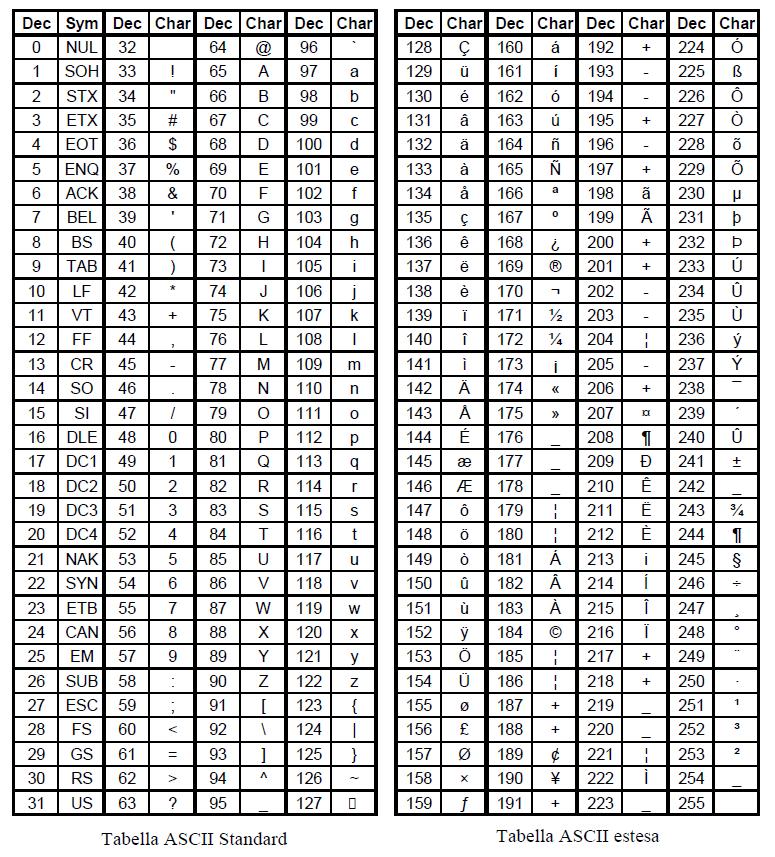 Dec Sym Dec Char Dec Char Dec Char Dec Char Dec Char Dec Char Dec Char
0 NUL 32 64 @ 96 ` 128 Ç 160 á 192 + 224 Ó
1 SOH 33 ! 65 A 97 a 129 ü 161 í 193 - 225 ß
2 STX 34 " 66 B 98 b 130 é 162 ó 194 - 226 Ô
3 ETX 35 # 67 C 99 c 131 â 163 ú 195 + 227 Ò
4 EOT 36 $ 68 D 100 d 132 ä 164 ñ 196 - 228 õ
5 ENQ 37 % 69 E 101 e 133 à 165 Ñ 197 + 229 Õ
6 ACK 38 & 70 F 102 f 134 å 166 ª 198 ã 230 µ
7 BEL 39 ' 71 G 103 g 135 ç 167 º 199 Ã 231 þ
8 BS 40 ( 72 H 104 h 136 ê 168 ¿ 200 + 232 Þ
9 TAB 41 ) 73 I 105 i 137 ë 169 ® 201 + 233 Ú
10 LF 42 * 74 J 106 j 138 è 170 ¬ 202 - 234 Û
11 VT 43 + 75 K 107 k 139 ï 171 ½ 203 - 235 Ù
12 FF 44 , 76 L 108 l 140 î 172 ¼ 204 ¦ 236 ý
13 CR 45 - 77 M 109 m 141 ì 173 ¡ 205 - 237 Ý
14 SO 46 . 78 N 110 n 142 Ä 174 « 206 + 238 ¯
15 SI 47 / 79 O 111 o 143 Å 175 » 207 ¤ 239 ´
16 DLE 48 0 80 P 112 p 144 É 176 _ 208 ¶ 240 Û
17 DC1 49 1 81 Q 113 q 145 æ 177 _ 209 Ð 241 ±
18 DC2 50 2 82 R 114 r 146 Æ 178 _ 210 Ê 242 _
19 DC3 51 3 83 S 115 s 147 ô 179 ¦ 211 Ë 243 ¾
20 DC4 52 4 84 T 116 t 148 ö 180 ¦ 212 È 244 ¶
21 NAK 53 5 85 U 117 u 149 ò 181 Á 213 i 245 §
22 SYN 54 6 86 V 118 v 150 û 182 Â 214 Í 246 ÷
23 ETB 55 7 87 W 119 w 151 ù 183 À 215 Î 247 ¸
24 CAN 56 8 88 X 120 x 152 ÿ 184 © 216 Ï 248 °
25 EM 57 9 89 Y 121 y 153 Ö 185 ¦ 217 + 249 ¨
26 SUB 58 : 90 Z 122 z 154 Ü 186 ¦ 218 + 250 ·
27 ESC 59 ; 91 [ 123 { 155 ø 187 + 219 _ 251 ¹
28 FS 60 < 92 \ 124 | 156 £ 188 + 220 _ 252 ³
29 GS 61 = 93 ] 125 } 157 Ø 189 ¢ 221 ¦ 253 ²
30 RS 62 > 94 ^ 126 ~ 158 × 190 ¥ 222 Ì 254 _
31 US 63 ? 95 _ 127 ▯ 159 ƒ 191 + 223 _ 255
Tabella ASCII Standard
Tabella ASCII estesa